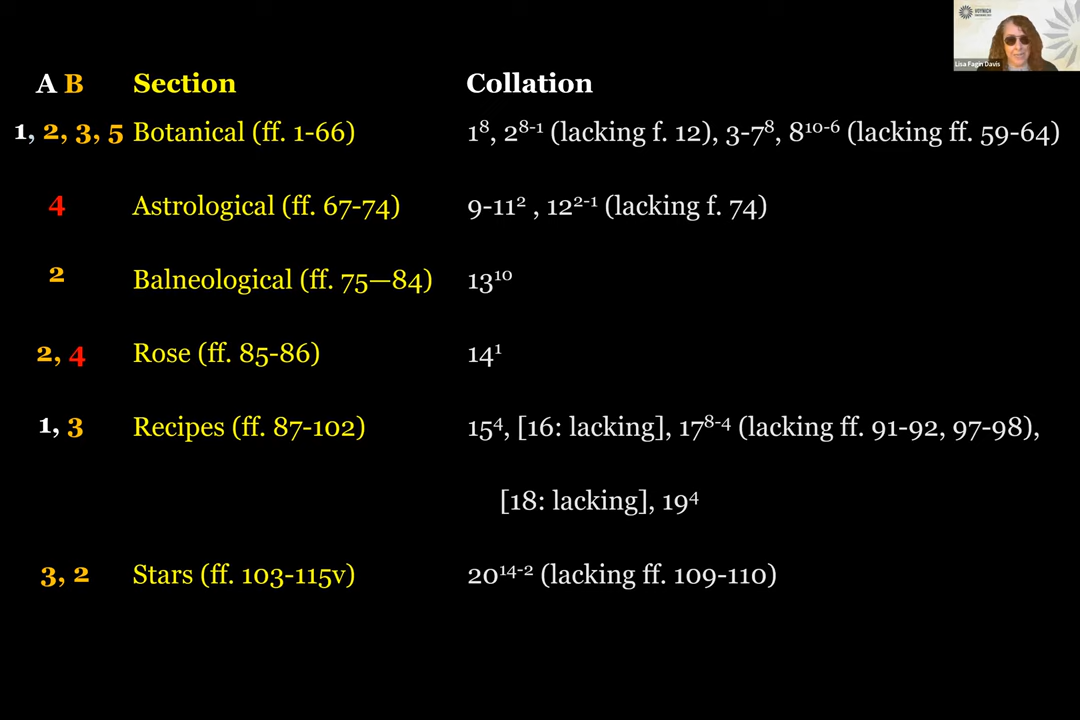 VOYNICH
Lisa Fagin Davis
A B Section Collation
1, 2, 3, 5 Botanical (ff. 1-66) 1⁸, 2⁸⁻¹ (lacking f. 12), 3-7⁸, 8¹⁰⁻⁶ (lacking ff. 59-64)
4 Astrological (ff. 67-74) 9-11² , 12²⁻¹ (lacking f. 74)
2 Balneological (ff. 75—84) 13¹⁰
2, 4 Rose (ff. 85-86) 14¹
1, 3 Recipes (ff. 87-102) 15⁴, [16: lacking], 17⁸⁻⁴ (lacking ff. 91-92, 97-98),
[18: lacking], 19⁴
3, 2 Stars (ff. 103-115v) 20¹⁴⁻² (lacking ff. 109-110)